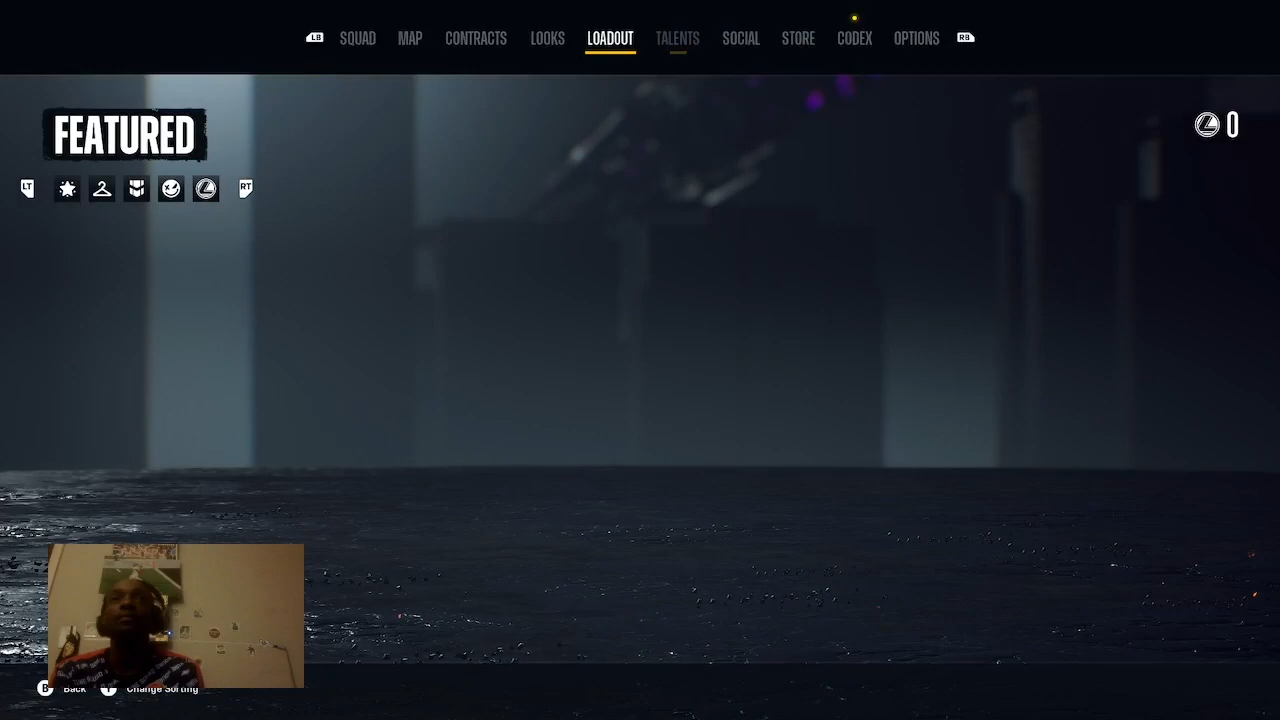 LB SQUAD MAP CONTRACTS LOOKS LOADOUT TALENTS SOCIAL STORE CODEX OPTIONS RB
FEATURED
0
LT RT
B Back Y Change Sorting